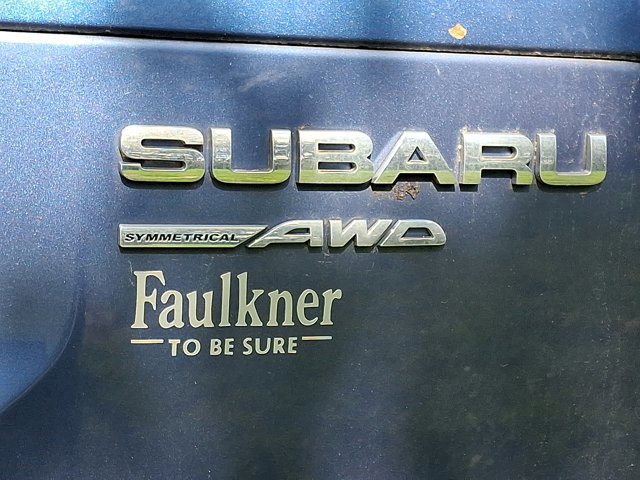 SUBARU
SYMMETRICAL AWD
Faulkner
TO BE SURE